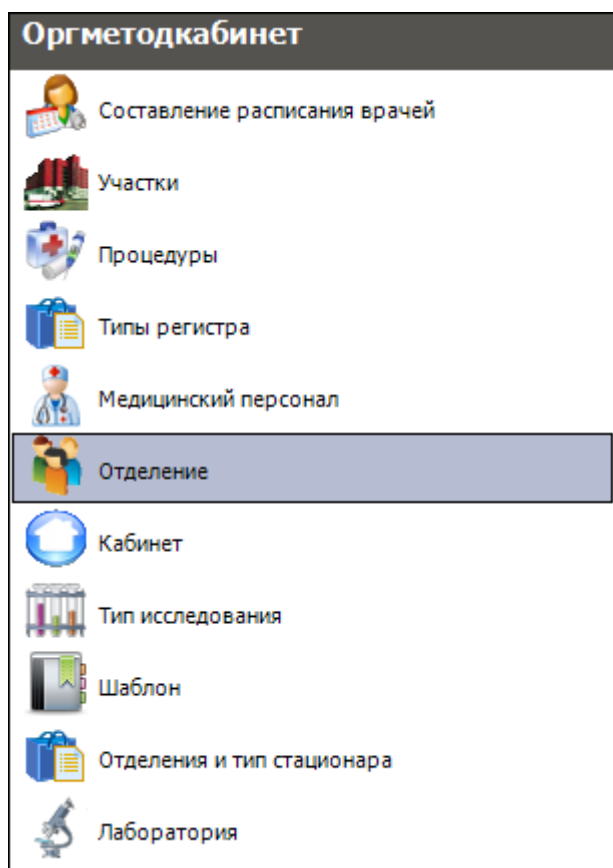 Оргметодкабинет
Составление расписания врачей
Участки
Процедуры
Типы регистра
Медицинский персонал
Отделение
Кабинет
Тип исследования
Шаблон
Отделения и тип стационара
Лаборатория